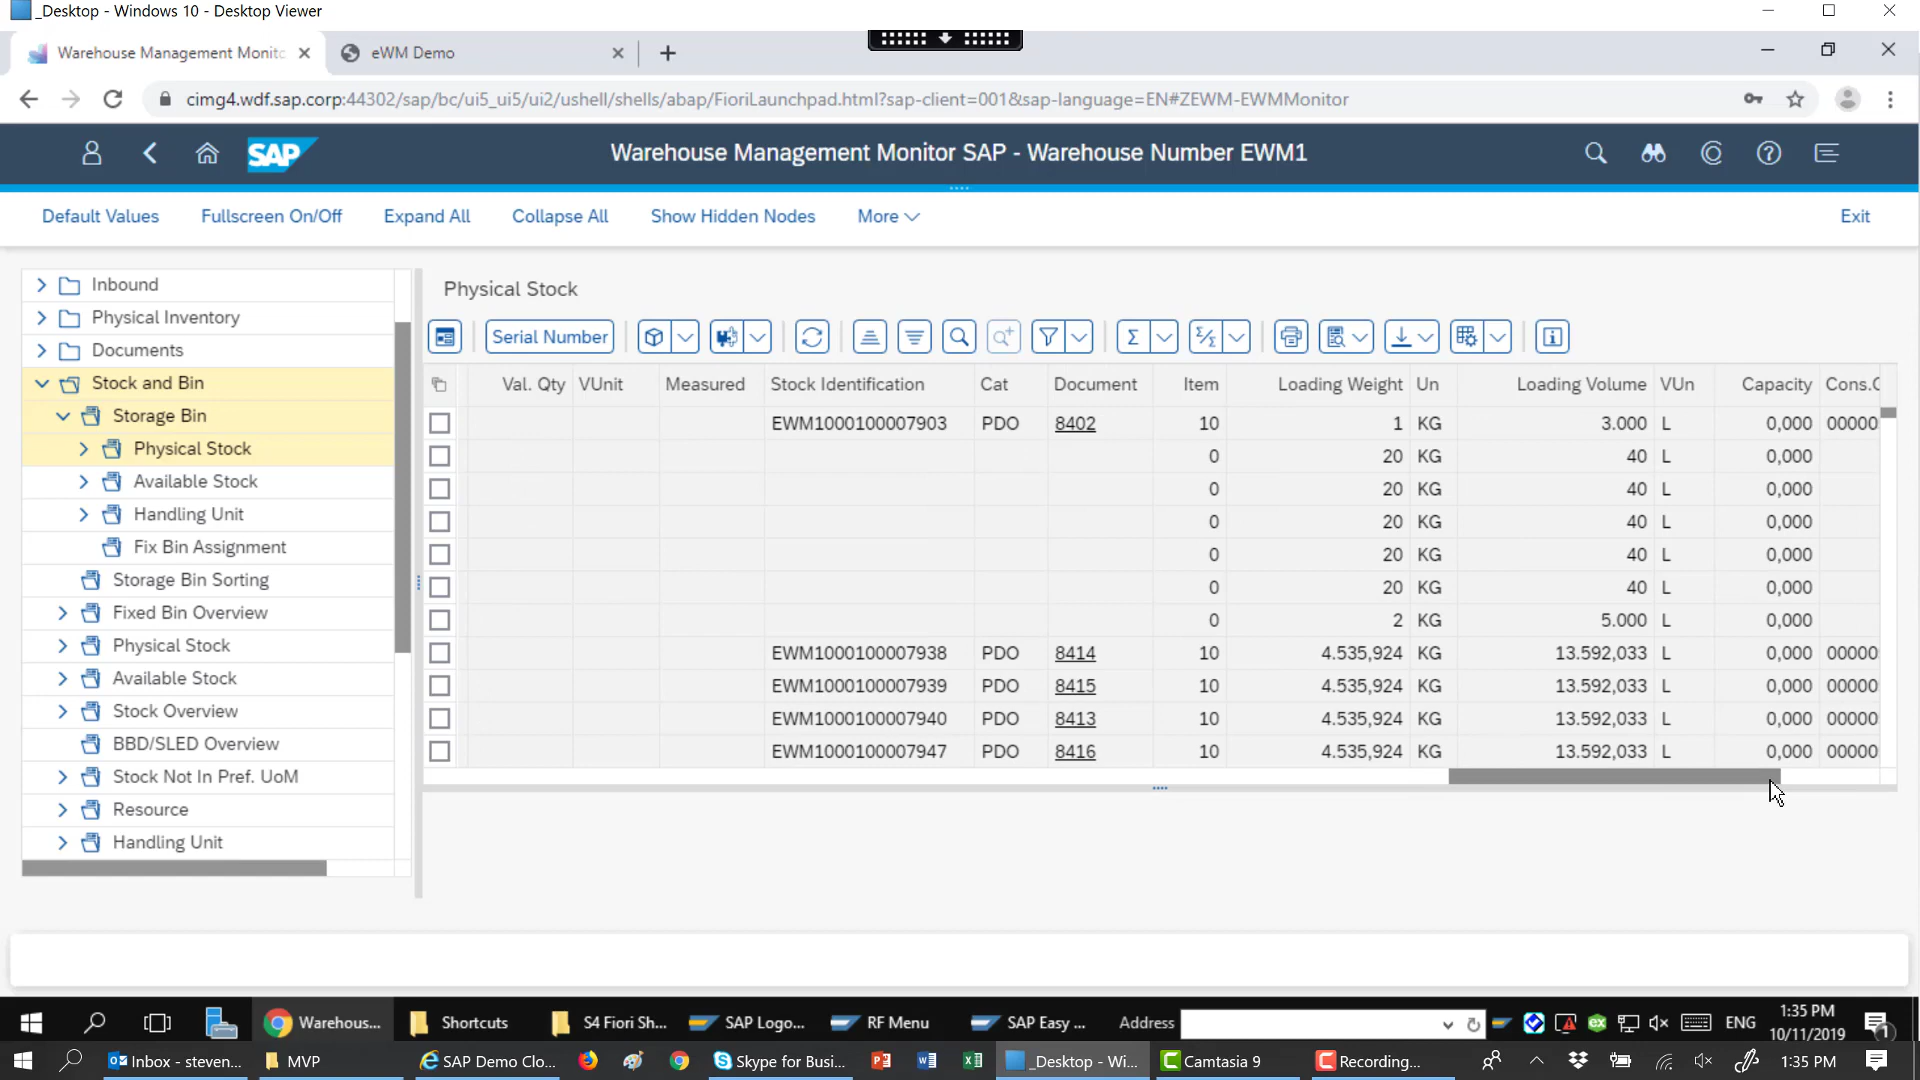 _Desktop - Windows 10 - Desktop Viewer
Warehouse Management Monitc
eWM Demo
cimg4.wdf.sap.corp:44302/sap/bc/ui5_ui5/ui2/ushell/shells/abap/FioriLaunchpad.html?sap-client=001&sap-language=EN#ZEWM-EWMMonitor
SAP
Warehouse Management Monitor SAP - Warehouse Number EWM1
Default Values Fullscreen On/Off Expand All Collapse All Show Hidden Nodes More Exit
Inbound
Physical Inventory
Documents
Stock and Bin
Storage Bin
Physical Stock
Available Stock
Handling Unit
Fix Bin Assignment
Storage Bin Sorting
Fixed Bin Overview
Physical Stock
Available Stock
Stock Overview
BBD/SLED Overview
Stock Not In Pref. UoM
Resource
Handling Unit
Physical Stock
Serial Number
Val. Qty VUnit Measured Stock Identification Cat Document Item Loading Weight Un Loading Volume VUn Capacity Cons.C
EWM1000100007903 PDO 8402 10 1 KG 3.000 L 0,000 00000
0 20 KG 40 L 0,000
0 20 KG 40 L 0,000
0 20 KG 40 L 0,000
0 20 KG 40 L 0,000
0 20 KG 40 L 0,000
0 2 KG 5.000 L 0,000
EWM1000100007938 PDO 8414 10 4.535,924 KG 13.592,033 L 0,000 00000
EWM1000100007939 PDO 8415 10 4.535,924 KG 13.592,033 L 0,000 00000
EWM1000100007940 PDO 8413 10 4.535,924 KG 13.592,033 L 0,000 00000
EWM1000100007947 PDO 8416 10 4.535,924 KG 13.592,033 L 0,000 00000
Warehous... Shortcuts S4 Fiori Sh... SAP Logo... RF Menu SAP Easy ... Address ENG 1:35 PM
10/11/2019
Inbox - steven... MVP SAP Demo Clo... Skype for Busi... _Desktop - Wi... Camtasia 9 Recording... 1:35 PM